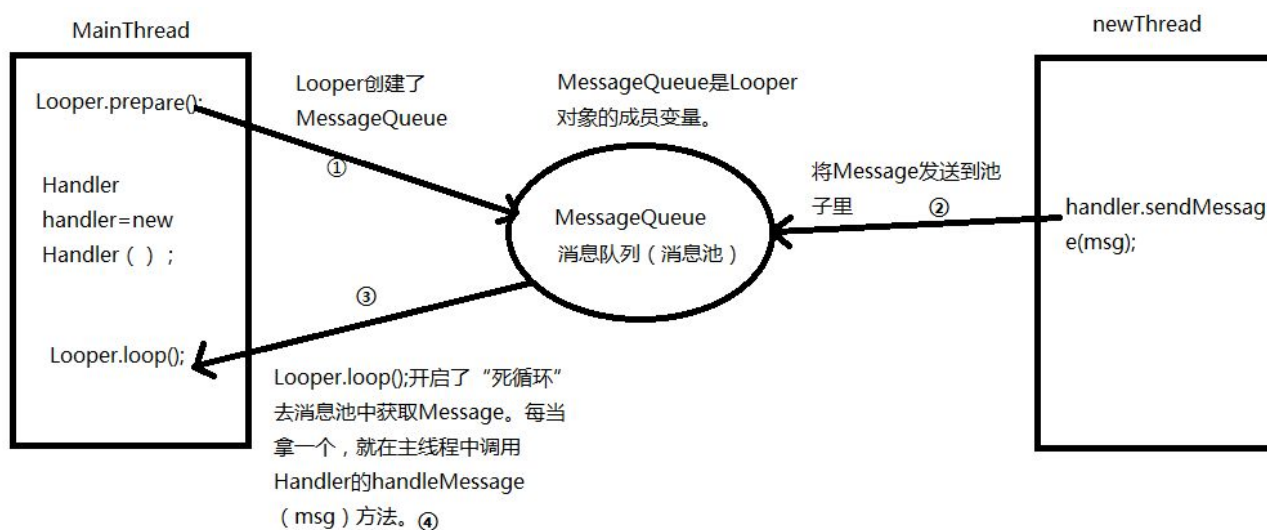 MainThread
Looper.prepare();
Handler
handler=new
Handler（ ）;
Looper.loop();
Looper创建了
MessageQueue
①
MessageQueue是Looper
对象的成员变量。
MessageQueue
消息队列（消息池）
③
Looper.loop();开启了“死循环”
去消息池中获取Message。每当
拿一个，就在主线程中调用
Handler的handleMessage
（msg）方法。④
将Message发送到池
子里
②
newThread
handler.sendMessag
e(msg);